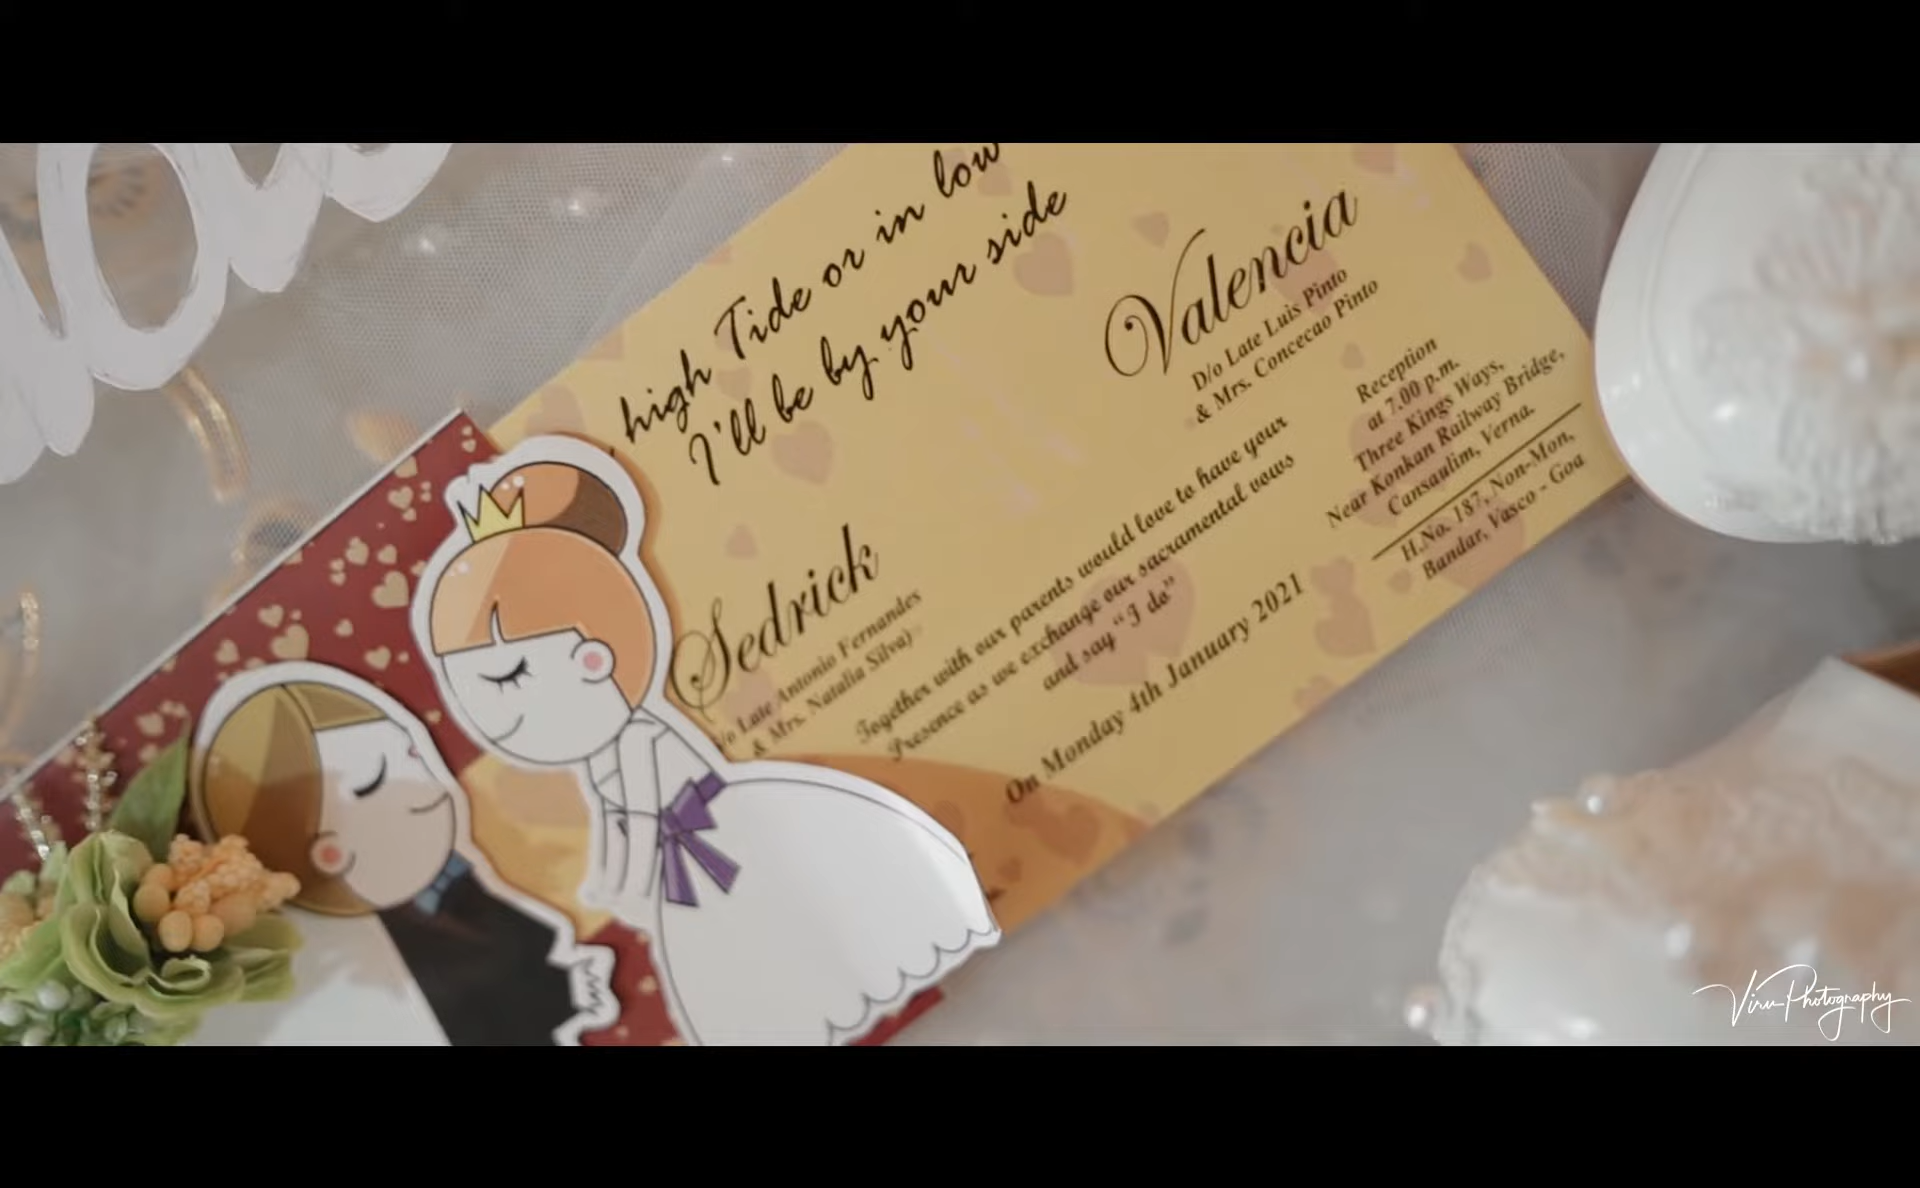 high Tide or in low
I'll be by your side
Sedrick
Late Antonio Fernandes
& Mrs. Natalia Silva)
Valencia
D/o Late Luis Pinto
& Mrs. Concecao Pinto
Together with our parents would love to have your
Presence as we exchange our sacramental vows
and say "I do"
On Monday 4th January 2021
Reception
at 7.00 p.m.
Three Kings Ways,
Near Konkan Railway Bridge,
Cansaulim, Verna.
H.No. 187, Non-Mon,
Bandar, Vasco - Goa
Viru Photography